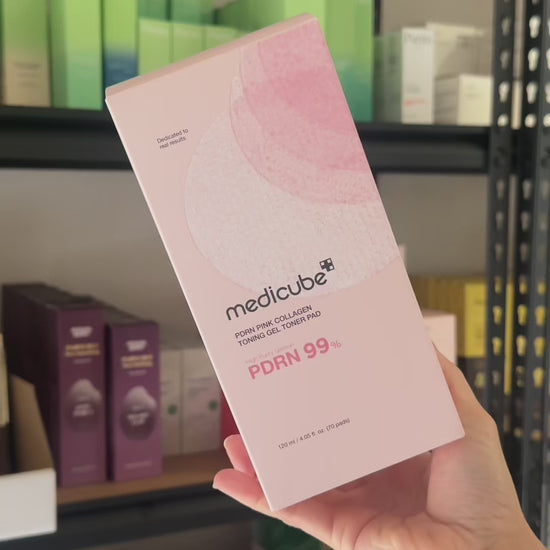 Dedicated to
real results
medicube
PDRN PINK COLLAGEN
TONING GEL TONER PAD
PDRN 99%
120 ml / 4.05 fl. oz. (70 pads)